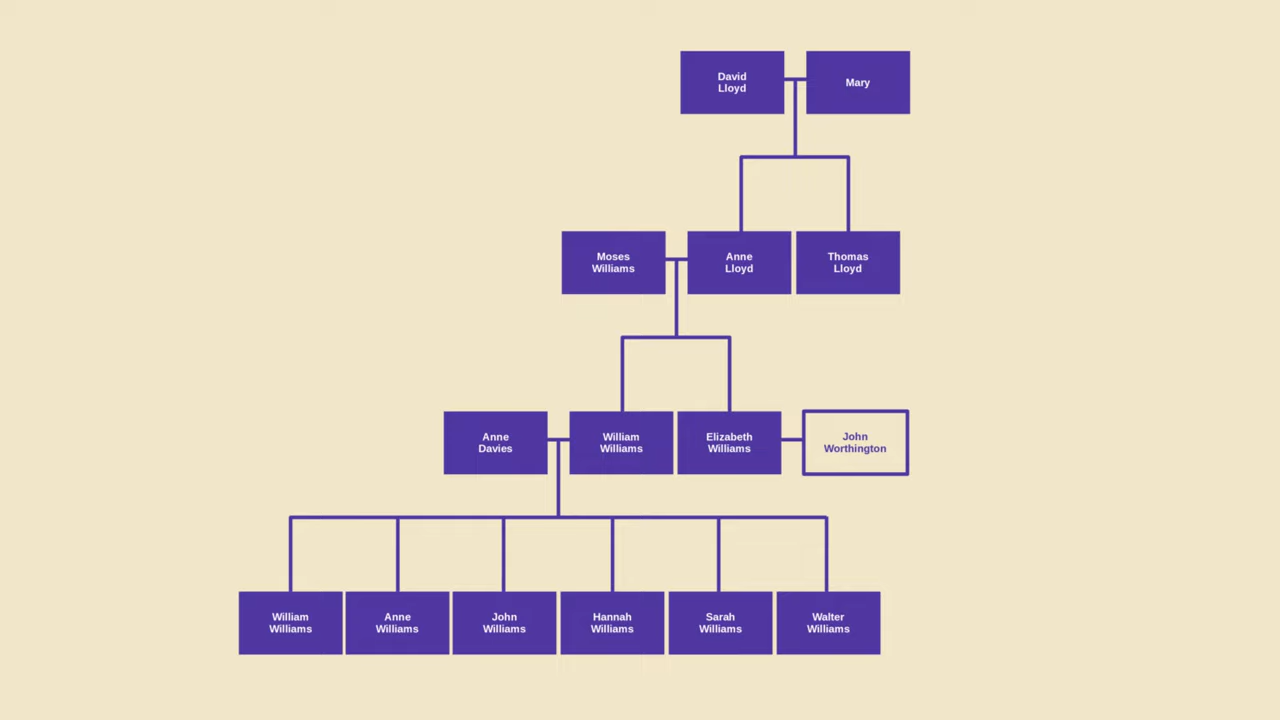 David
Lloyd
Mary
Moses
Williams
Anne
Lloyd
Thomas
Lloyd
Anne
Davies
William
Williams
Elizabeth
Williams
John
Worthington
William
Williams
Anne
Williams
John
Williams
Hannah
Williams
Sarah
Williams
Walter
Williams